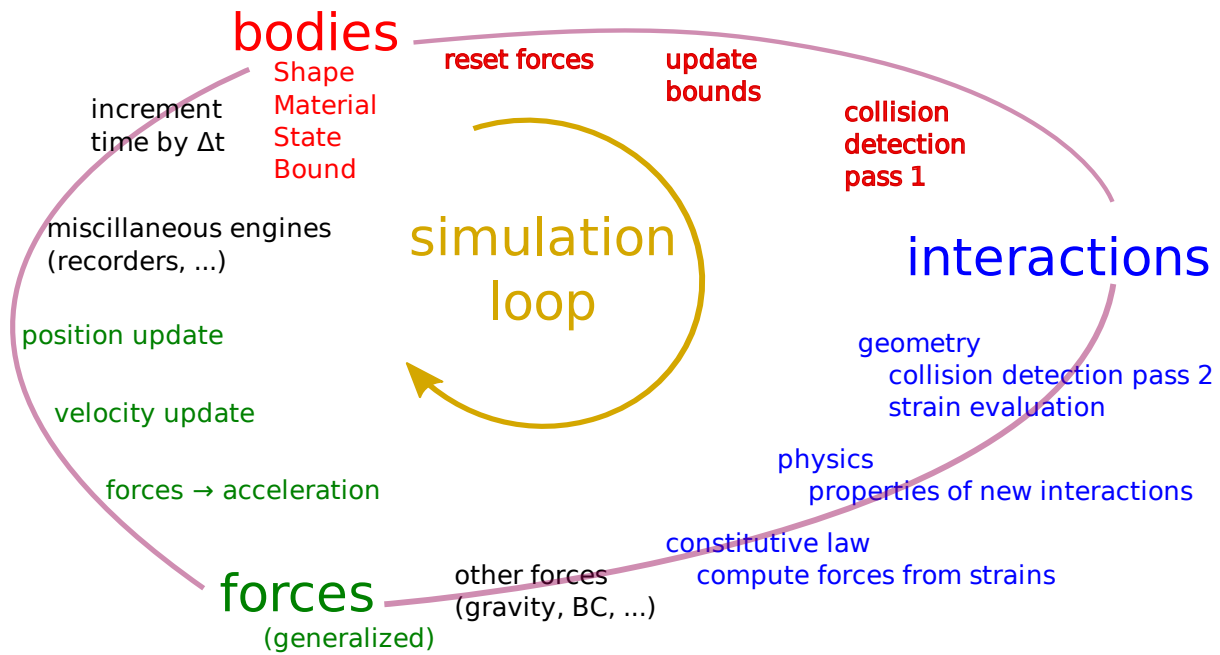 bodies
Shape
Material
State
Bound
reset forces
update
bounds
collision
detection
pass 1
interactions
geometry
collision detection pass 2
strain evaluation
physics
properties of new interactions
constitutive law
compute forces from strains
other forces
(gravity, BC, ...)
forces
(generalized)
forces → acceleration
velocity update
position update
miscillaneous engines
(recorders, ...)
increment
time by Δt
simulation
loop